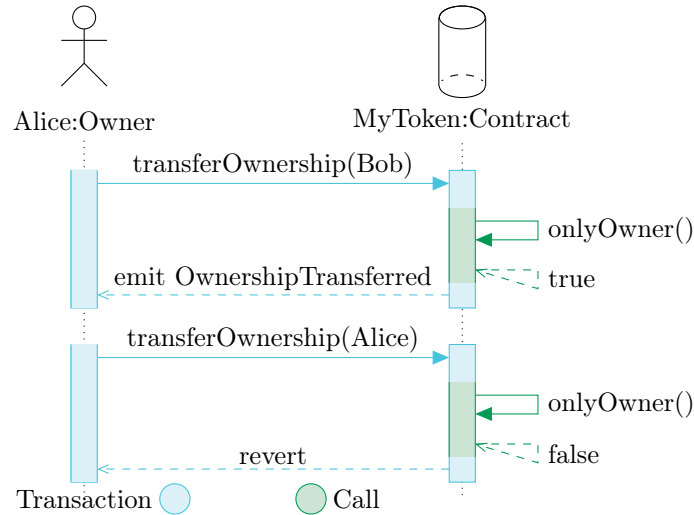 Alice:Owner
MyToken:Contract
transferOwnership(Bob)
onlyOwner()
true
emit OwnershipTransferred
transferOwnership(Alice)
onlyOwner()
false
revert
Transaction
Call